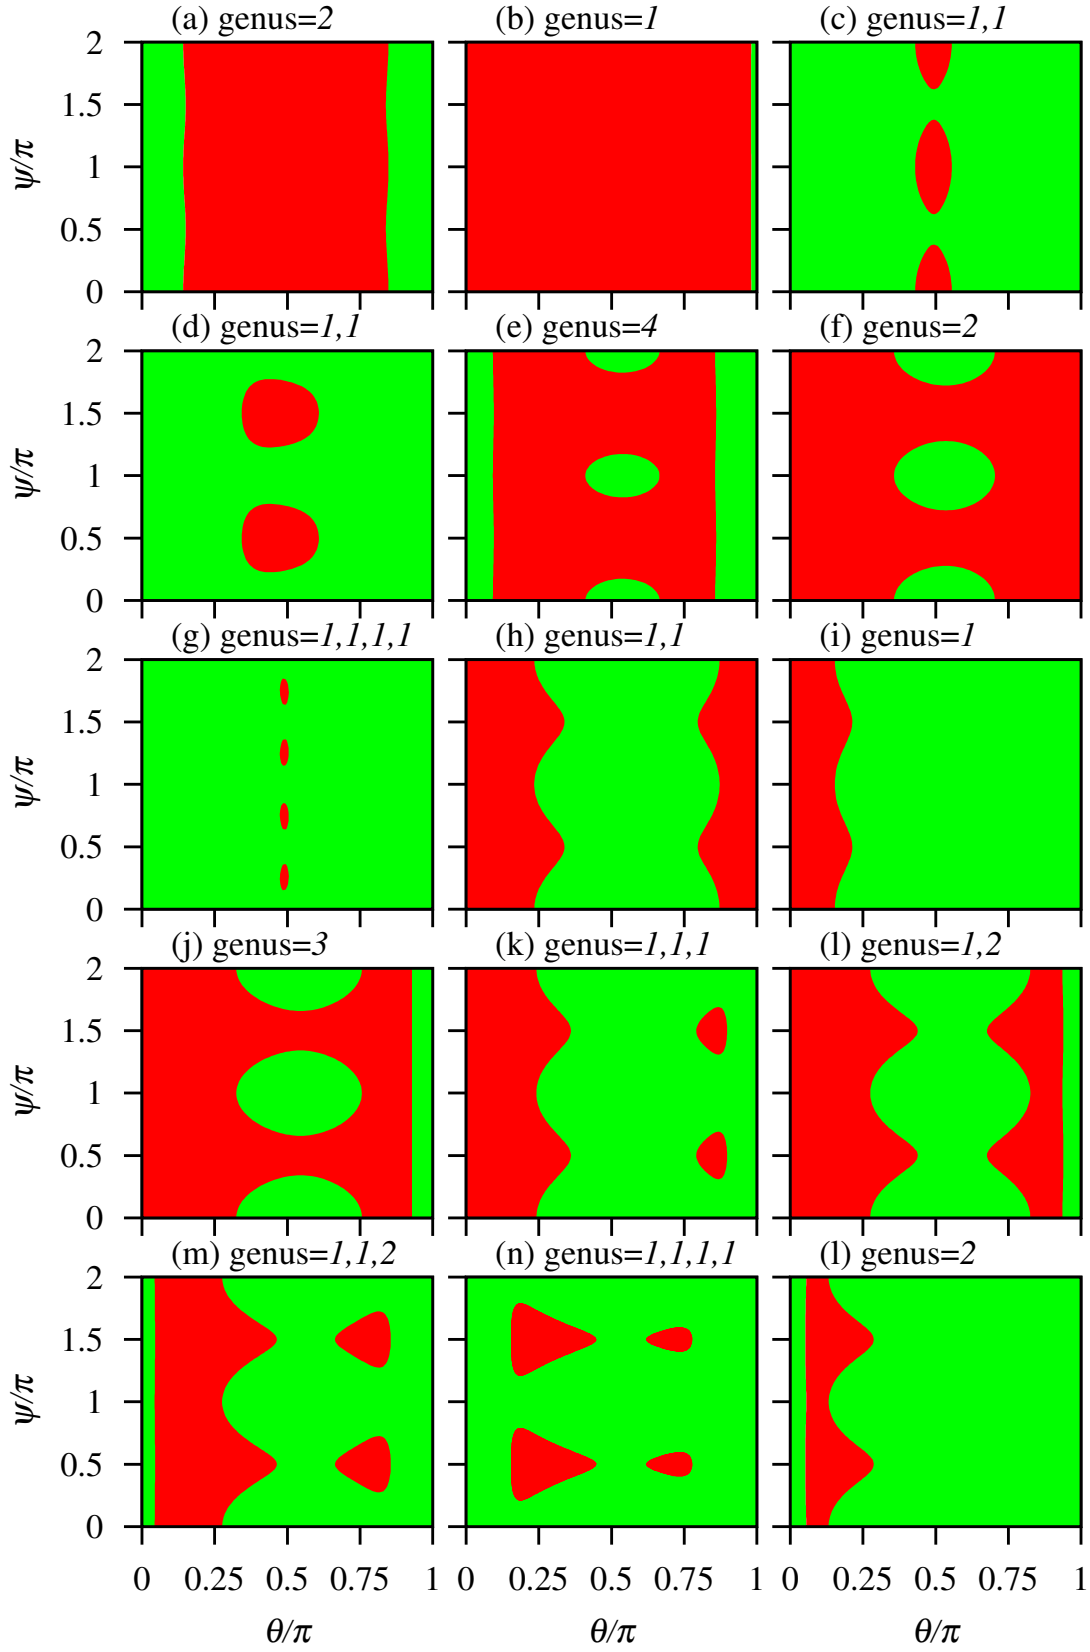 (a) genus=2 (b) genus=1 (c) genus=1,1
2
1.5
ψ/π 1
0.5
0
(d) genus=1,1 (e) genus=4 (f) genus=2
2
1.5
ψ/π 1
0.5
0
(g) genus=1,1,1,1 (h) genus=1,1 (i) genus=1
2
1.5
ψ/π 1
0.5
0
(j) genus=3 (k) genus=1,1,1 (l) genus=1,2
2
1.5
ψ/π 1
0.5
0
(m) genus=1,1,2 (n) genus=1,1,1,1 (l) genus=2
2
1.5
ψ/π 1
0.5
0
0 0.25 0.5 0.75 1 0 0.25 0.5 0.75 1 0 0.25 0.5 0.75 1
θ/π θ/π θ/π